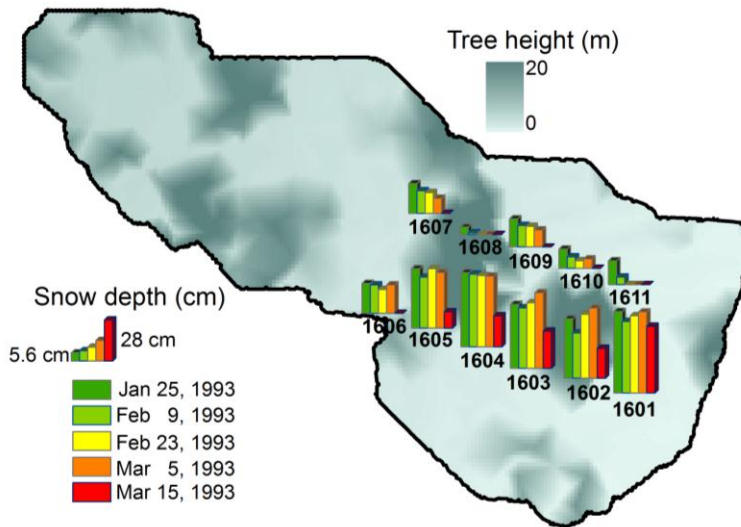 Tree height (m)
20
0
1607
1608
1609
1610
1611
1606
1605
1604
1603
1602
1601
Snow depth (cm)
5.6 cm
28 cm
Jan 25, 1993
Feb 9, 1993
Feb 23, 1993
Mar 5, 1993
Mar 15, 1993